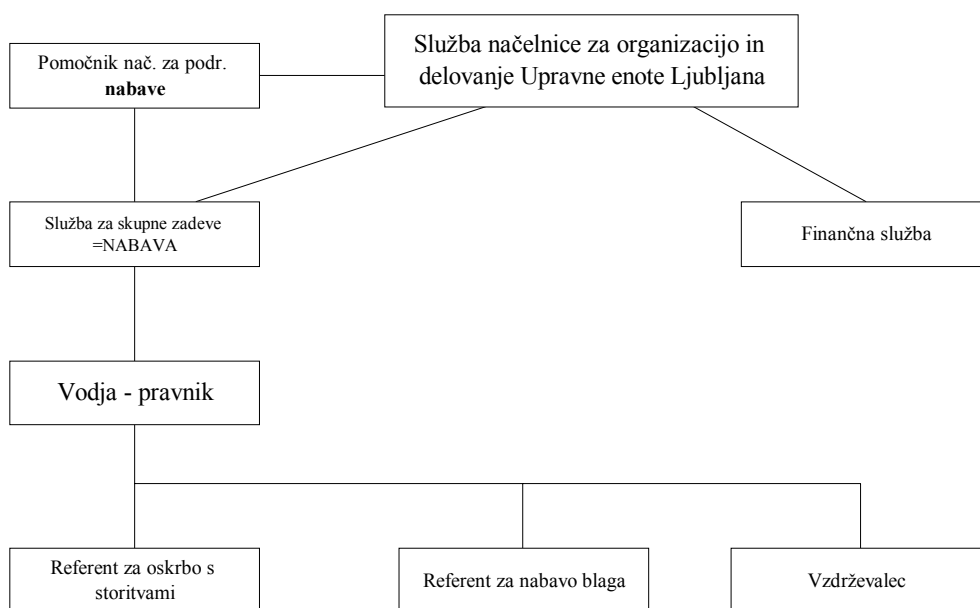 Služba načelnice za organizacijo in
delovanje Upravne enote Ljubljana
Pomočnik nač. za podr.
nabave
Služba za skupne zadeve
=NABAVA
Finančna služba
Vodja - pravnik
Referent za oskrbo s
storitvami
Referent za nabavo blaga
Vzdrževalec